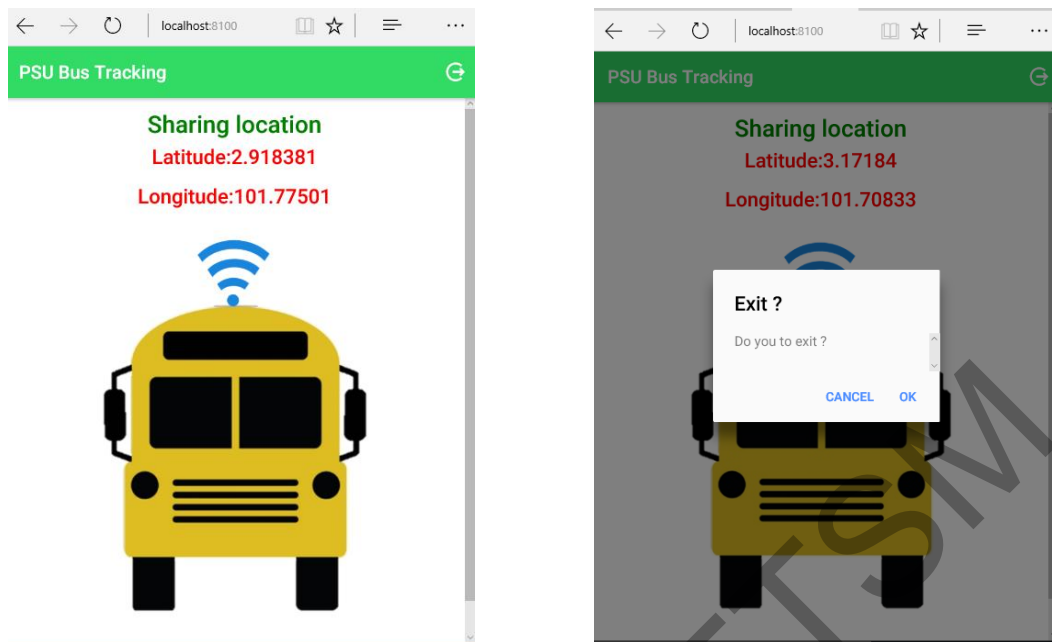 localhost:8100
PSU Bus Tracking
Sharing location
Latitude:2.918381
Longitude:101.77501
localhost:8100
PSU Bus Tracking
Sharing location
Latitude:3.17184
Longitude:101.70833
Exit ?
Do you to exit ?
CANCEL OK
TSM